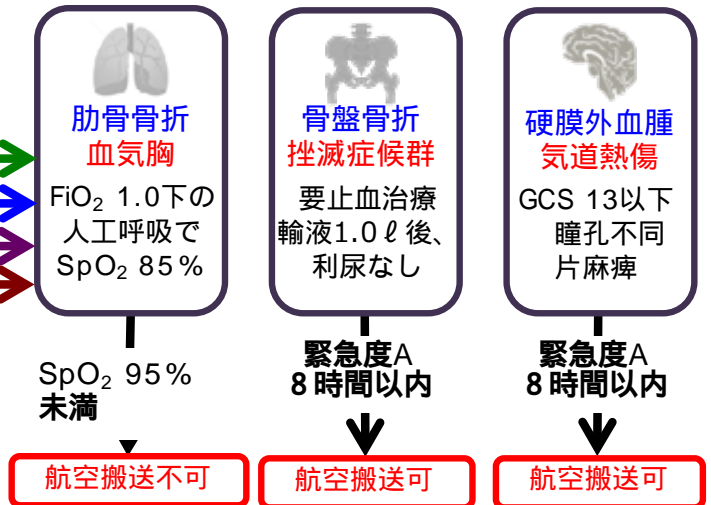 肋骨骨折
血気胸
FiO₂ 1.0下の
人工呼吸で
SpO₂ 85%
SpO₂ 95%
未満
航空搬送不可
骨盤骨折
挫滅症候群
要止血治療
輸液1.0ℓ後、
利尿なし
緊急度A
8時間以内
航空搬送可
硬膜外血腫
気道熱傷
GCS 13以下
瞳孔不同
片麻痺
緊急度A
8時間以内
航空搬送可